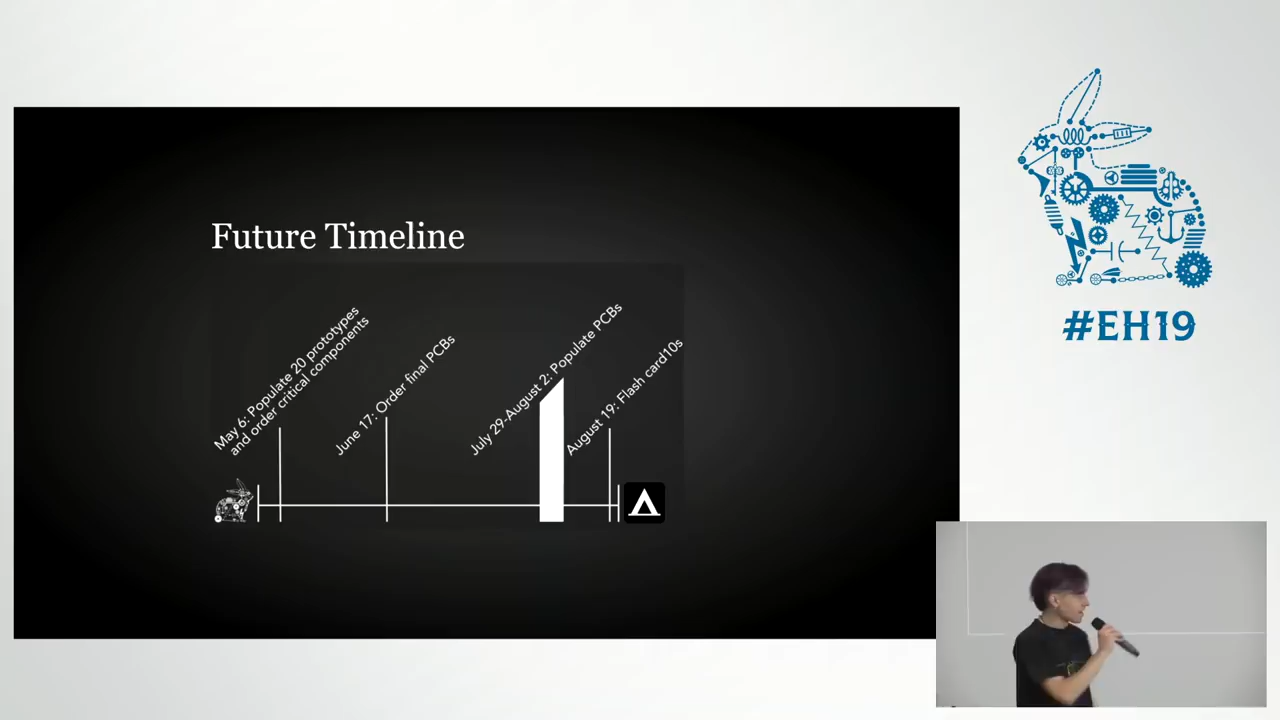 Future Timeline
May 6: Populate 20 prototypes
and order critical components
June 17: Order final PCBs
July 29-August 2: Populate PCBs
August 19: Flash card10s
#EH19